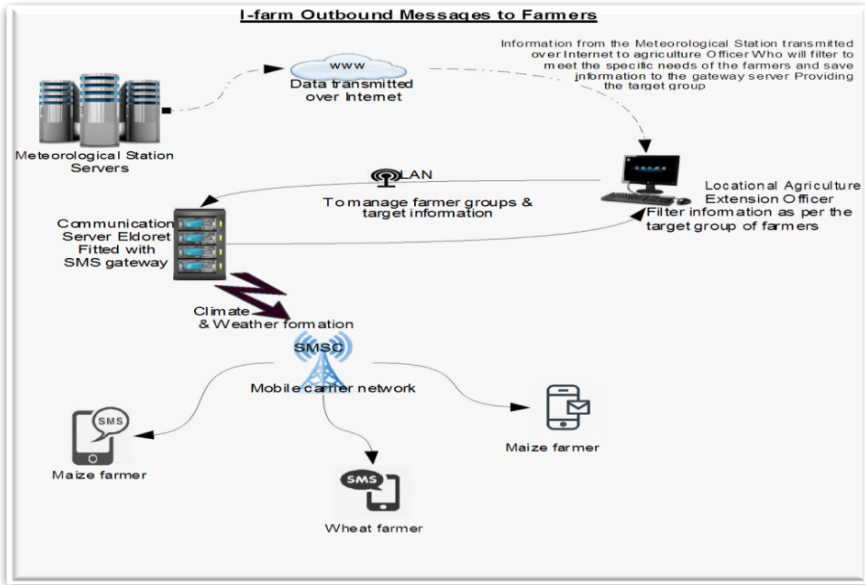 I-farm Outbound Messages to Farmers
Information from the Meteorological Station transmitted
over Internet to agriculture Officer Who will filter to
meet the specific needs of the farmers and save
information to the gateway server Providing
the target group
www
Data transmitted
over Internet
Meteorological Station
Servers
LAN
To manage farmer groups &
target information
Locational Agriculture
Extension Officer
Filter information as per the
target group of farmers
Communication
Server Eldoret
Fitted with
SMS gateway
Climate
& Weather formation
SMSC
Mobile carrier network
SMS
Maize farmer
SMS
Wheat farmer
Maize farmer